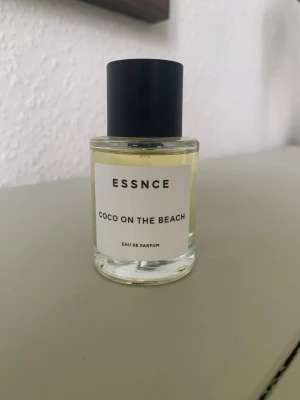 ESSNCE
COCO ON THE BEACH
EAU DE PARFUM